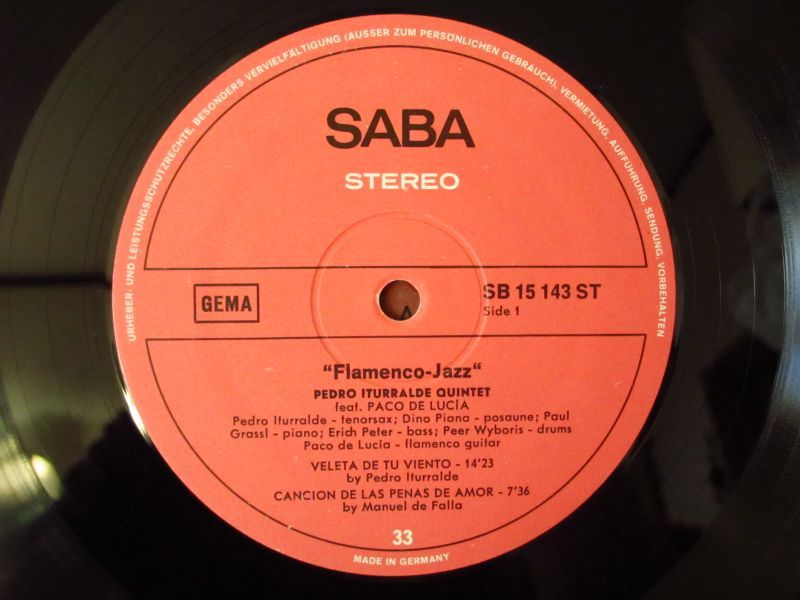 URHEBER- UND LEISTUNGSSCHUTZRECHTE, BESONDERS VERVIELFÄLTIGUNG (AUSSER ZUM PERSÖNLICHEN GEBRAUCH), VERMIETUNG, AUFFÜHRUNG, SENDUNG, VORBEHALTEN
SABA
STEREO
GEMA
SB 15 143 ST
Side 1
A
“Flamenco-Jazz“
PEDRO ITURRALDE QUINTET
feat. PACO DE LUCÍA
Pedro Iturralde - tenorsax; Dino Piana - posaune; Paul
Grassl - piano; Erich Peter - bass; Peer Wyboris - drums
Paco de Lucía - flamenco guitar
VELETA DE TU VIENTO - 14'23
by Pedro Iturralde
CANCION DE LAS PENAS DE AMOR - 7'36
by Manuel de Falla
33
MADE IN GERMANY